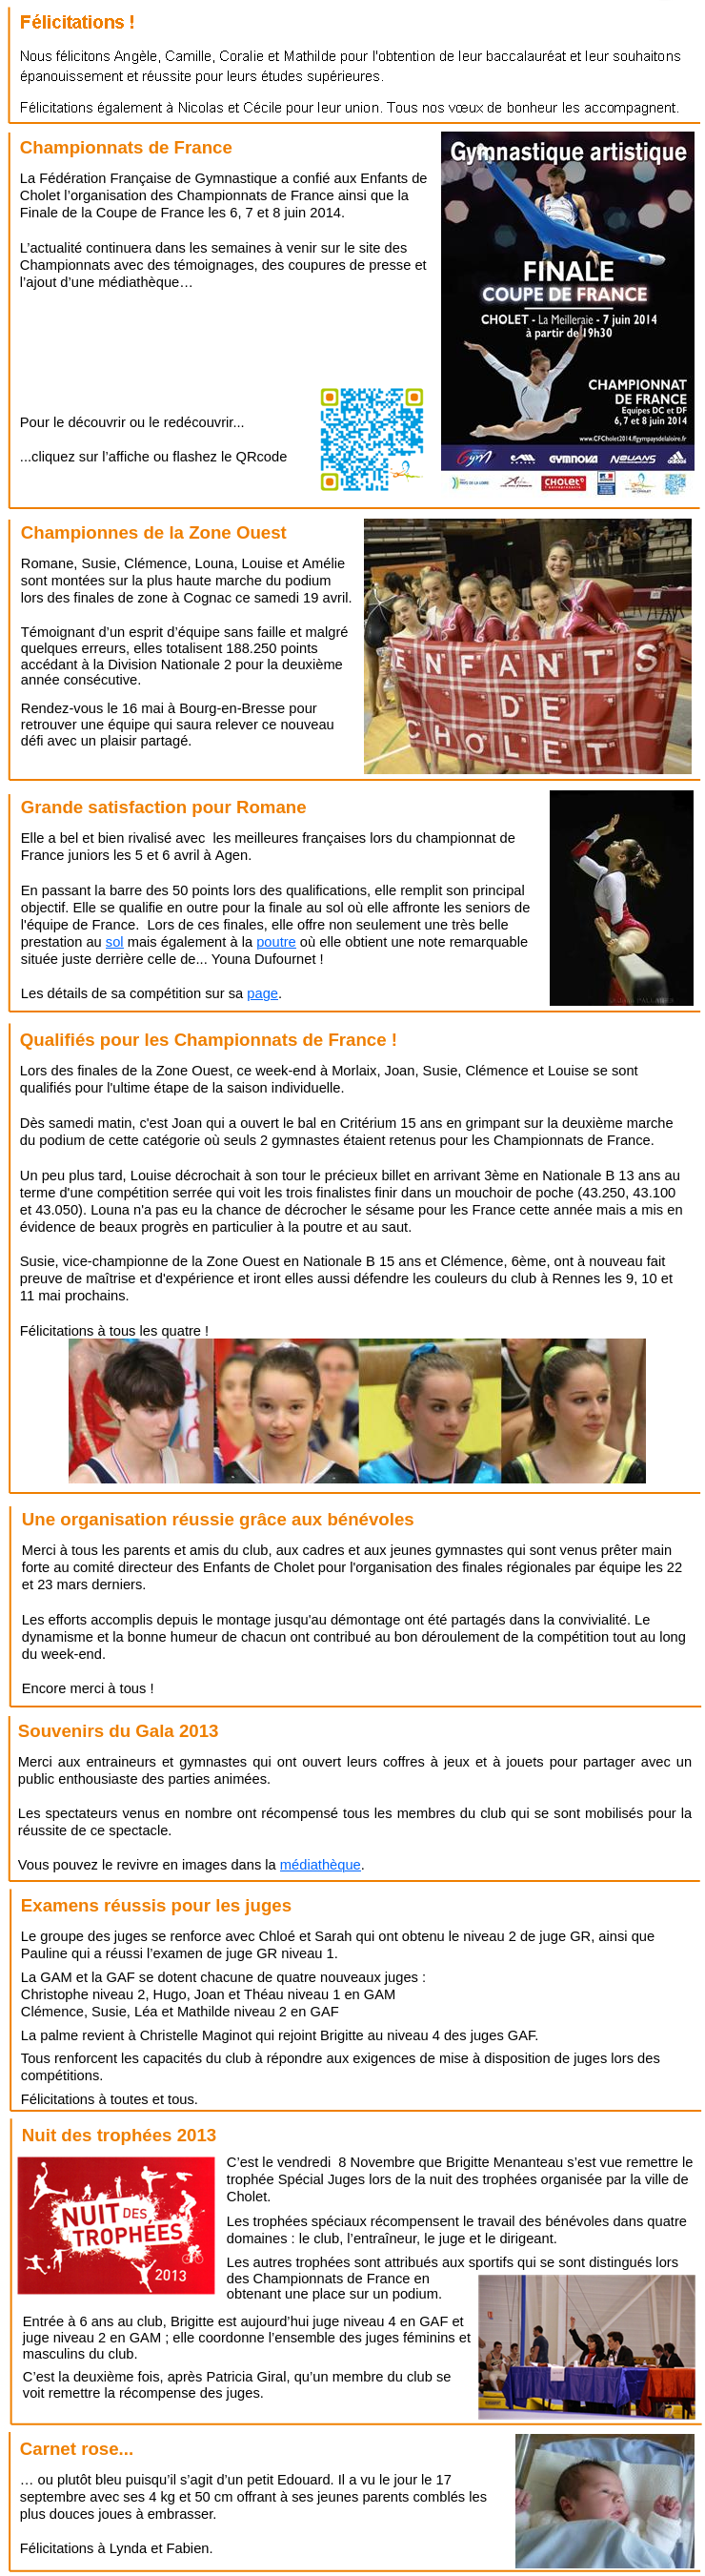 Félicitations !
Nous félicitons Angèle, Camille, Coralie et Mathilde pour l'obtention de leur baccalauréat et leur souhaitons
épanouissement et réussite pour leurs études supérieures.
Félicitations également à Nicolas et Cécile pour leur union. Tous nos vœux de bonheur les accompagnent.
Championnats de France
La Fédération Française de Gymnastique a confié aux Enfants de
Cholet l’organisation des Championnats de France ainsi que la
Finale de la Coupe de France les 6, 7 et 8 juin 2014.
L’actualité continuera dans les semaines à venir sur le site des
Championnats avec des témoignages, des coupures de presse et
l’ajout d’une médiathèque…
Pour le découvrir ou le redécouvrir...
...cliquez sur l’affiche ou flashez le QRcode
Gymnastique artistique
FINALE
COUPE DE FRANCE
CHOLET - La Meilleraie - 7 juin 2014
à partir de 19h30
CHAMPIONNAT
DE FRANCE
Equipes DC et DF
6, 7 et 8 juin 2014
www.CFCholet2014.ffgympaysdelaloire.fr
Gym
GYMNOVA
adidas
CHOLET
Championnes de la Zone Ouest
Romane, Susie, Clémence, Louna, Louise et Amélie
sont montées sur la plus haute marche du podium
lors des finales de zone à Cognac ce samedi 19 avril.
Témoignant d’un esprit d’équipe sans faille et malgré
quelques erreurs, elles totalisent 188.250 points
accédant à la Division Nationale 2 pour la deuxième
année consécutive.
Rendez-vous le 16 mai à Bourg-en-Bresse pour
retrouver une équipe qui saura relever ce nouveau
défi avec un plaisir partagé.
ENFANTS
DE
CHOLET
Grande satisfaction pour Romane
Elle a bel et bien rivalisé avec  les meilleures françaises lors du championnat de
France juniors les 5 et 6 avril à Agen.
En passant la barre des 50 points lors des qualifications, elle remplit son principal
objectif. Elle se qualifie en outre pour la finale au sol où elle affronte les seniors de
l'équipe de France.  Lors de ces finales, elle offre non seulement une très belle
prestation au sol mais également à la poutre où elle obtient une note remarquable
située juste derrière celle de... Youna Dufournet !
Les détails de sa compétition sur sa page.
Qualifiés pour les Championnats de France !
Lors des finales de la Zone Ouest, ce week-end à Morlaix, Joan, Susie, Clémence et Louise se sont
qualifiés pour l'ultime étape de la saison individuelle.
Dès samedi matin, c'est Joan qui a ouvert le bal en Critérium 15 ans en grimpant sur la deuxième marche
du podium de cette catégorie où seuls 2 gymnastes étaient retenus pour les Championnats de France.
Un peu plus tard, Louise décrochait à son tour le précieux billet en arrivant 3ème en Nationale B 13 ans au
terme d'une compétition serrée qui voit les trois finalistes finir dans un mouchoir de poche (43.250, 43.100
et 43.050). Louna n'a pas eu la chance de décrocher le sésame pour les France cette année mais a mis en
évidence de beaux progrès en particulier à la poutre et au saut.
Susie, vice-championne de la Zone Ouest en Nationale B 15 ans et Clémence, 6ème, ont à nouveau fait
preuve de maîtrise et d'expérience et iront elles aussi défendre les couleurs du club à Rennes les 9, 10 et
11 mai prochains.
Félicitations à tous les quatre !
Une organisation réussie grâce aux bénévoles
Merci à tous les parents et amis du club, aux cadres et aux jeunes gymnastes qui sont venus prêter main
forte au comité directeur des Enfants de Cholet pour l'organisation des finales régionales par équipe les 22
et 23 mars derniers.
Les efforts accomplis depuis le montage jusqu'au démontage ont été partagés dans la convivialité. Le
dynamisme et la bonne humeur de chacun ont contribué au bon déroulement de la compétition tout au long
du week-end.
Encore merci à tous !
Souvenirs du Gala 2013
Merci aux entraineurs et gymnastes qui ont ouvert leurs coffres à jeux et à jouets pour partager avec un
public enthousiaste des parties animées.
Les spectateurs venus en nombre ont récompensé tous les membres du club qui se sont mobilisés pour la
réussite de ce spectacle.
Vous pouvez le revivre en images dans la médiathèque.
Examens réussis pour les juges
Le groupe des juges se renforce avec Chloé et Sarah qui ont obtenu le niveau 2 de juge GR, ainsi que
Pauline qui a réussi l’examen de juge GR niveau 1.
La GAM et la GAF se dotent chacune de quatre nouveaux juges :
Christophe niveau 2, Hugo, Joan et Théau niveau 1 en GAM
Clémence, Susie, Léa et Mathilde niveau 2 en GAF
La palme revient à Christelle Maginot qui rejoint Brigitte au niveau 4 des juges GAF.
Tous renforcent les capacités du club à répondre aux exigences de mise à disposition de juges lors des
compétitions.
Félicitations à toutes et tous.
Nuit des trophées 2013
NUIT DES
TROPHÉES
2013
C’est le vendredi  8 Novembre que Brigitte Menanteau s’est vue remettre le
trophée Spécial Juges lors de la nuit des trophées organisée par la ville de
Cholet.
Les trophées spéciaux récompensent le travail des bénévoles dans quatre
domaines : le club, l’entraîneur, le juge et le dirigeant.
Les autres trophées sont attribués aux sportifs qui se sont distingués lors
des Championnats de France en
obtenant une place sur un podium.
Entrée à 6 ans au club, Brigitte est aujourd’hui juge niveau 4 en GAF et
juge niveau 2 en GAM ; elle coordonne l’ensemble des juges féminins et
masculins du club.
C’est la deuxième fois, après Patricia Giral, qu’un membre du club se
voit remettre la récompense des juges.
Carnet rose...
… ou plutôt bleu puisqu’il s’agit d’un petit Edouard. Il a vu le jour le 17
septembre avec ses 4 kg et 50 cm offrant à ses jeunes parents comblés les
plus douces joues à embrasser.
Félicitations à Lynda et Fabien.